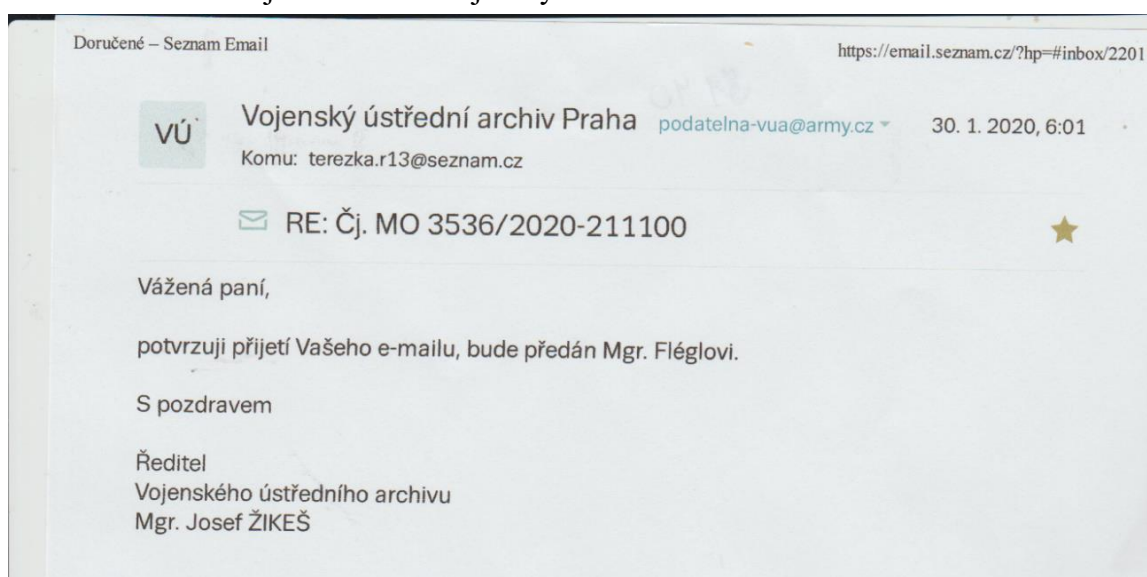 Doručené – Seznam Email
https://email.seznam.cz/?hp=#inbox/2201
VÚ
Vojenský ústřední archiv Praha podatelna-vua@army.cz 30. 1. 2020, 6:01
Komu: terezka.r13@seznam.cz
RE: Čj. MO 3536/2020-211100
Vážená paní,
potvrzuji přijetí Vašeho e-mailu, bude předán Mgr. Fléglovi.
S pozdravem
Ředitel
Vojenského ústředního archivu
Mgr. Josef ŽIKEŠ